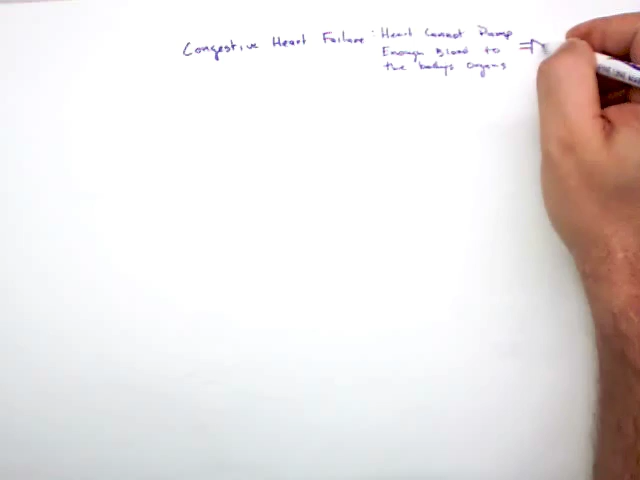 Congestive Heart Failure : Heart Cannot Pump
Enough Blood to
the bodys organs